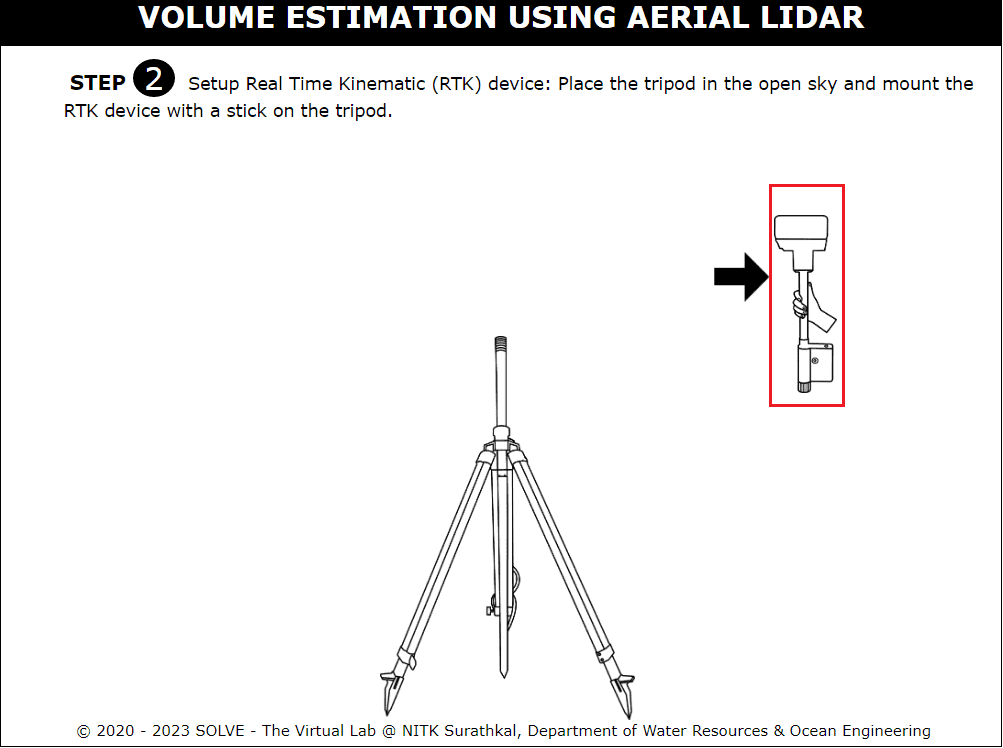 VOLUME ESTIMATION USING AERIAL LIDAR
STEP 2 Setup Real Time Kinematic (RTK) device: Place the tripod in the open sky and mount the
RTK device with a stick on the tripod.
© 2020 - 2023 SOLVE - The Virtual Lab @ NITK Surathkal, Department of Water Resources & Ocean Engineering